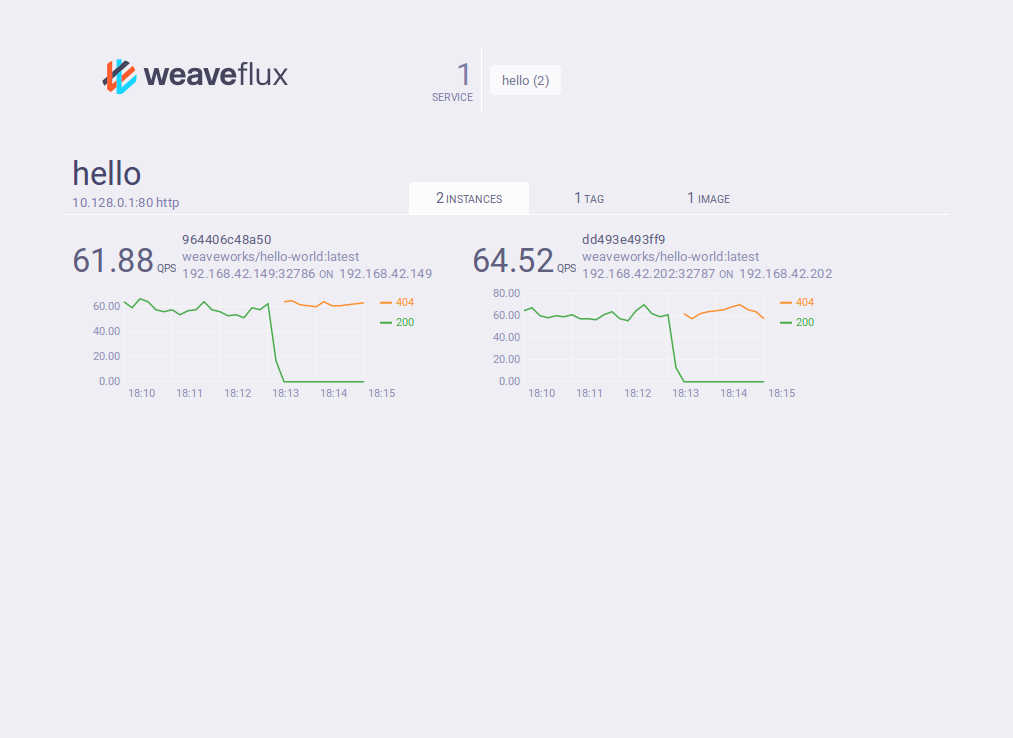 weaveflux
1
SERVICE
hello (2)
hello
10.128.0.1:80 http
2 INSTANCES
1 TAG
1 IMAGE
61.88 QPS
964406c48a50
weaveworks/hello-world:latest
192.168.42.149:32786 ON 192.168.42.149
60.00
40.00
20.00
0.00
18:10 18:11 18:12 18:13 18:14 18:15
404
200
64.52 QPS
dd493e493ff9
weaveworks/hello-world:latest
192.168.42.202:32787 ON 192.168.42.202
80.00
60.00
40.00
20.00
0.00
18:10 18:11 18:12 18:13 18:14 18:15
404
200